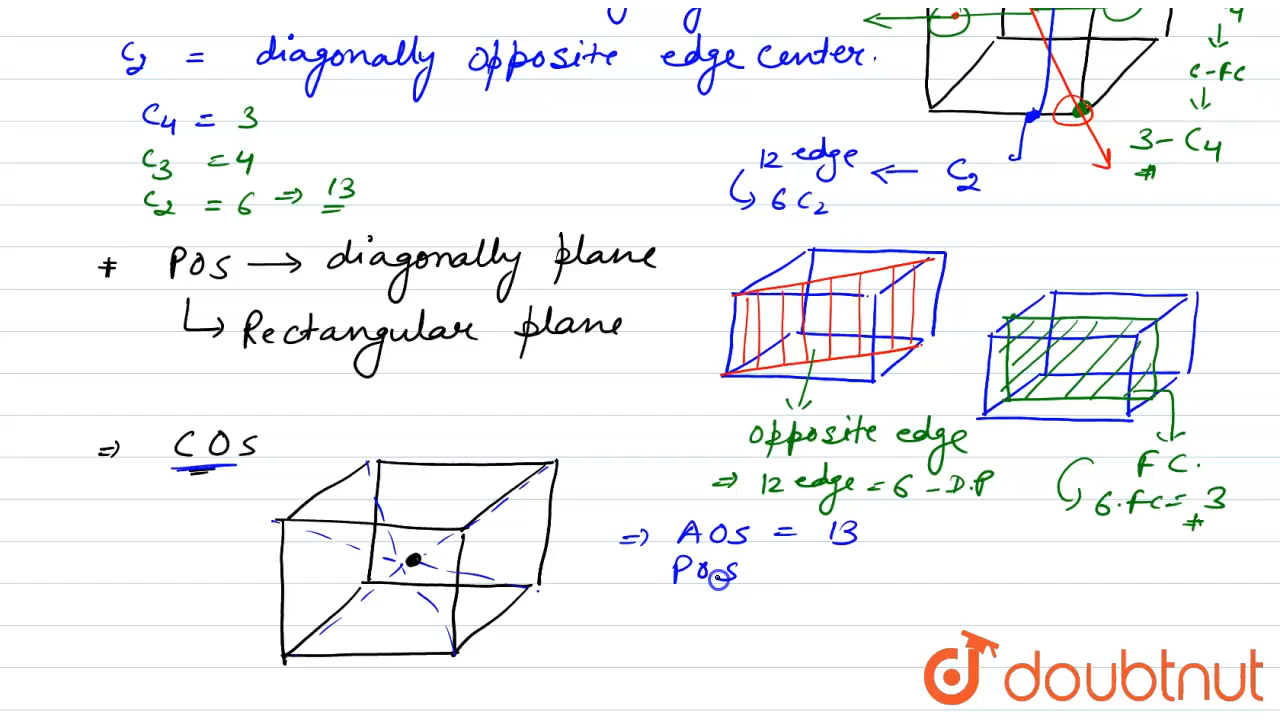 C2 = diagonally opposite edge center.
C4 = 3
C3 = 4
C2 = 6 ⇒ 13
4
↓
C-FC
↓
3 - C4
12 edge ← C2
↳ 6 C2
* POS → diagonally plane
↳ Rectangular plane
opposite edge
⇒ 12 edge = 6 - D.P
FC.
6.FC = 3
⇒ COS
⇒ AOS = 13
POS
doubtnut